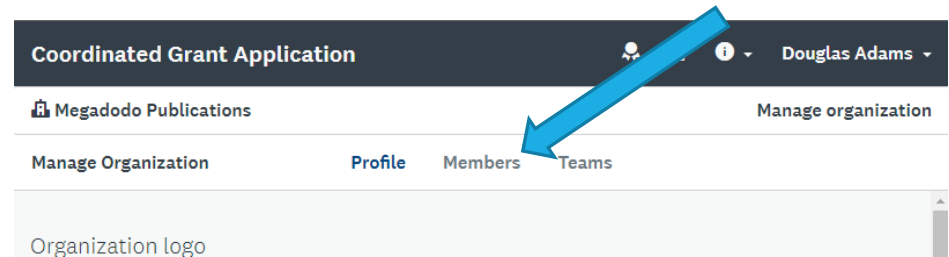 Coordinated Grant Application Douglas Adams
Megadodo Publications Manage organization
Manage Organization Profile Members Teams
Organization logo